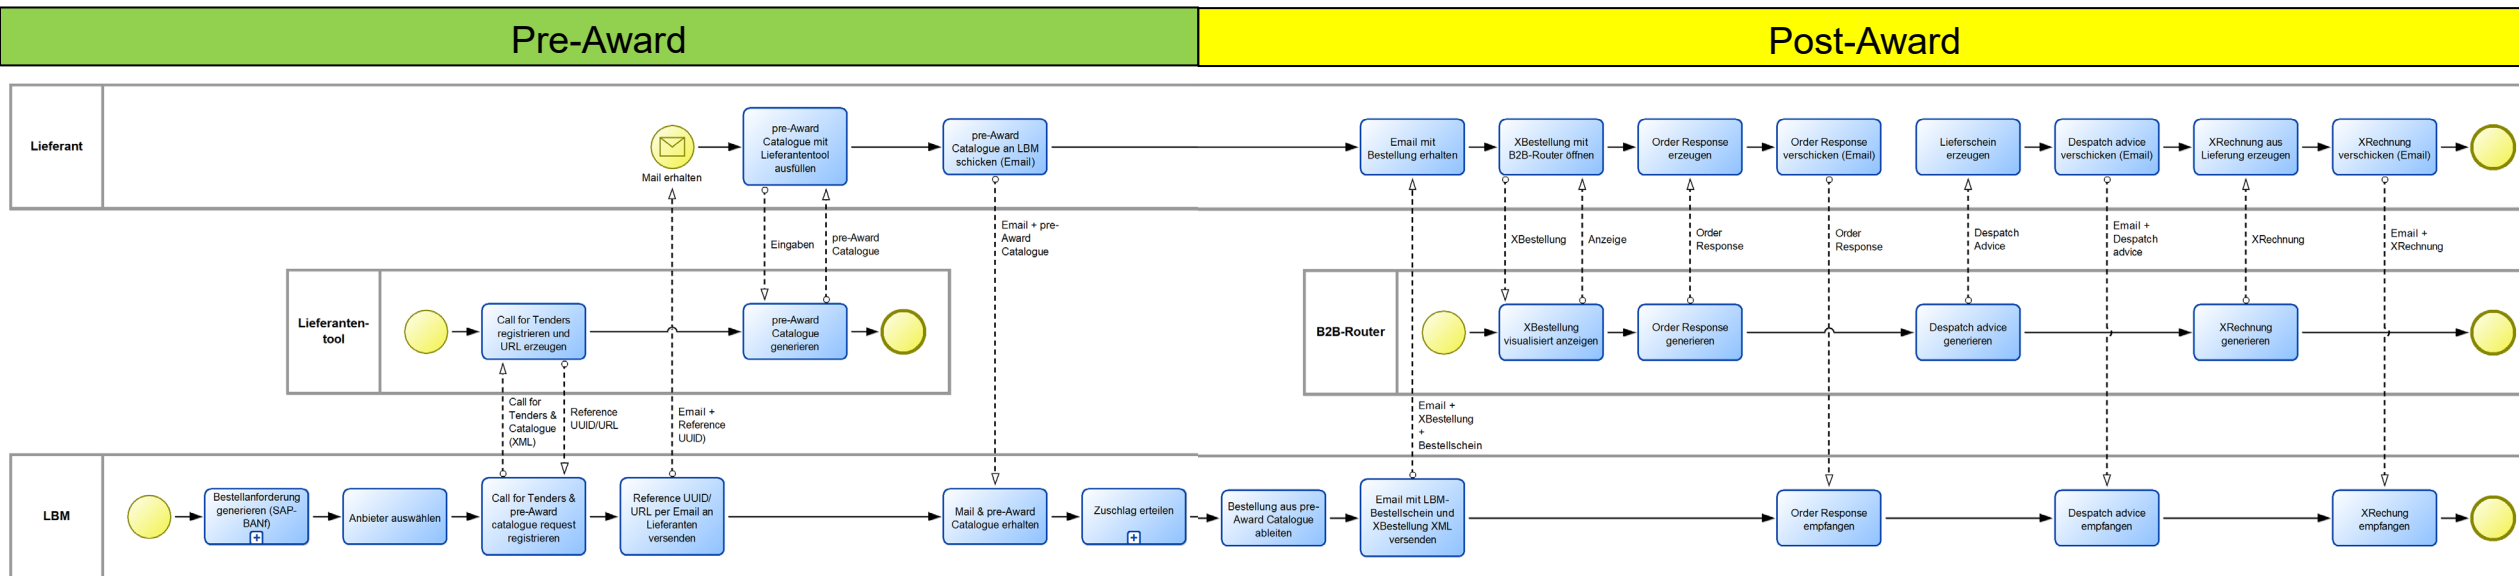 Pre-Award
Post-Award
Lieferant
Mail erhalten
pre-Award
Catalogue mit
Lieferantentool
ausfüllen
pre-Award
Catalogue an LBM
schicken (Email)
Email mit
Bestellung erhalten
XBestellung mit
B2B-Router öffnen
Order Response
erzeugen
Order Response
verschicken (Email)
Lieferschein
erzeugen
Despatch advice
verschicken (Email)
XRechnung aus
Lieferung erzeugen
XRechnung
verschicken (Email)
Eingaben
pre-Award
Catalogue
Email + pre-
Award
Catalogue
XBestellung
Anzeige
Order
Response
Order
Response
Despatch
Advice
Email +
Despatch
advice
XRechnung
Email +
XRechnung
Lieferanten-
tool
Call for Tenders
registrieren und
URL erzeugen
pre-Award
Catalogue
generieren
B2B-Router
XBestellung
visualisiert anzeigen
Order Response
generieren
Despatch advice
generieren
XRechnung
generieren
Call for
Tenders &
Catalogue
(XML)
Reference
UUID/URL
Email +
Reference
UUID)
Email +
XBestellung
+
Bestellschein
LBM
Bestellanforderung
generieren (SAP-
BANf)
Anbieter auswählen
Call for Tenders &
pre-Award
catalogue request
registrieren
Reference UUID/
URL per Email an
Lieferanten
versenden
Mail & pre-Award
Catalogue erhalten
Zuschlag erteilen
Bestellung aus pre-
Award Catalogue
ableiten
Email mit LBM-
Bestellschein und
XBestellung XML
versenden
Order Response
empfangen
Despatch advice
empfangen
XRechung
empfangen